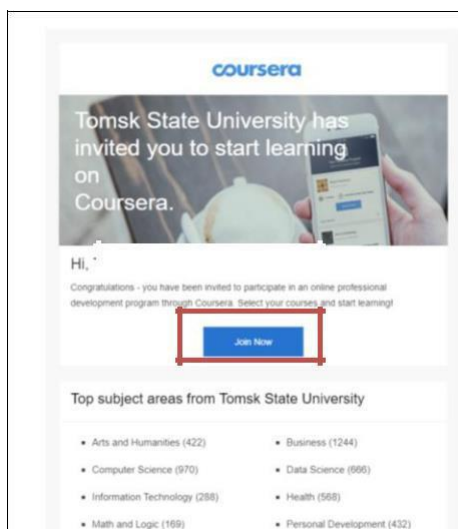 coursera
Tomsk State University has
invited you to start learning
on
Coursera.
Hi,
Congratulations - you have been invited to participate in an online professional
development program through Coursera. Select your courses and start learning!
Join Now
Top subject areas from Tomsk State University
Arts and Humanities (422)
Business (1244)
Computer Science (970)
Data Science (666)
Information Technology (288)
Health (568)
Math and Logic (169)
Personal Development (432)